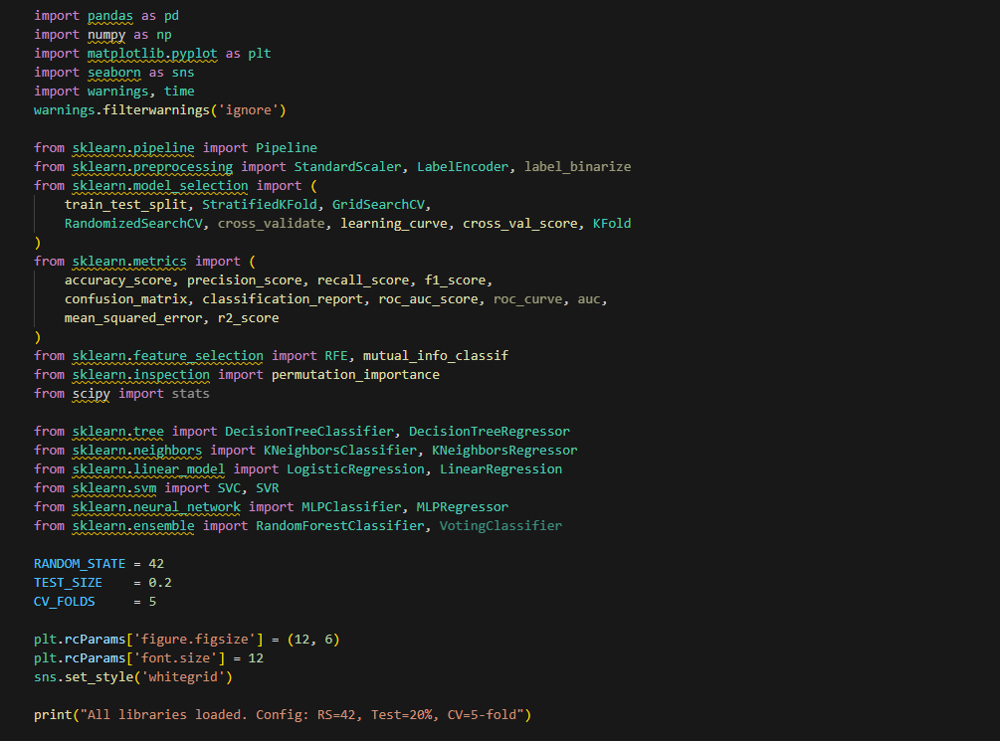 import pandas as pd
import numpy as np
import matplotlib.pyplot as plt
import seaborn as sns
import warnings, time
warnings.filterwarnings('ignore')

from sklearn.pipeline import Pipeline
from sklearn.preprocessing import StandardScaler, LabelEncoder, label_binarize
from sklearn.model_selection import (
    train_test_split, StratifiedKFold, GridSearchCV,
    RandomizedSearchCV, cross_validate, learning_curve, cross_val_score, KFold
)
from sklearn.metrics import (
    accuracy_score, precision_score, recall_score, f1_score,
    confusion_matrix, classification_report, roc_auc_score, roc_curve, auc,
    mean_squared_error, r2_score
)
from sklearn.feature_selection import RFE, mutual_info_classif
from sklearn.inspection import permutation_importance
from scipy import stats

from sklearn.tree import DecisionTreeClassifier, DecisionTreeRegressor
from sklearn.neighbors import KNeighborsClassifier, KNeighborsRegressor
from sklearn.linear_model import LogisticRegression, LinearRegression
from sklearn.svm import SVC, SVR
from sklearn.neural_network import MLPClassifier, MLPRegressor
from sklearn.ensemble import RandomForestClassifier, VotingClassifier

RANDOM_STATE = 42
TEST_SIZE    = 0.2
CV_FOLDS     = 5

plt.rcParams['figure.figsize'] = (12, 6)
plt.rcParams['font.size'] = 12
sns.set_style('whitegrid')

print("All libraries loaded. Config: RS=42, Test=20%, CV=5-fold")